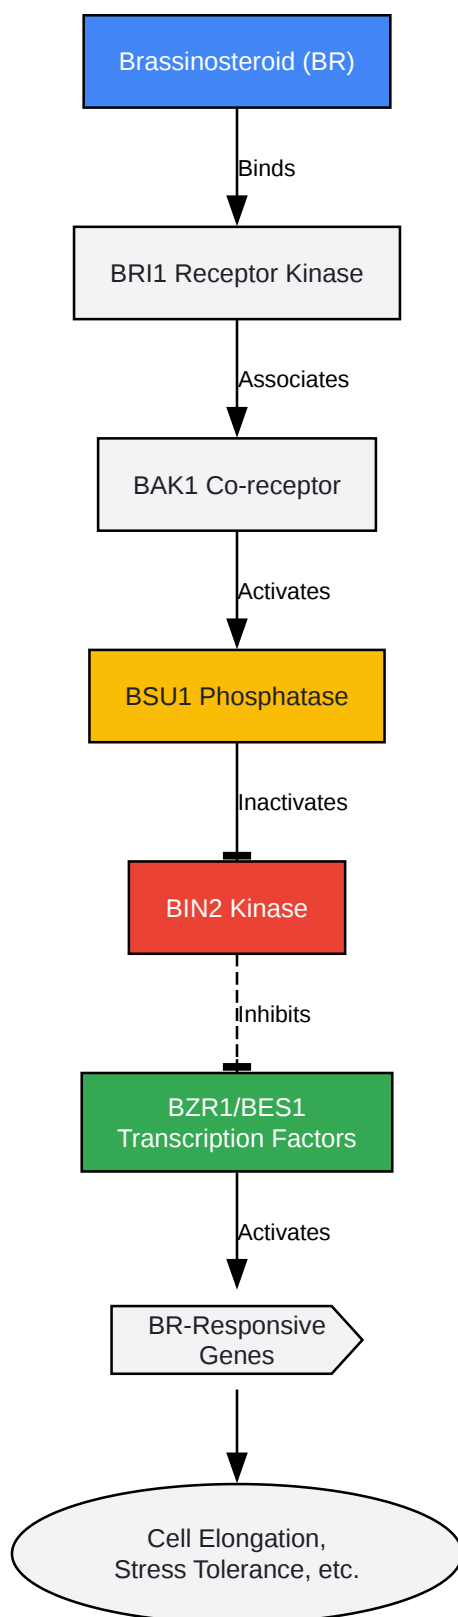 Brassinosteroid (BR)
Binds
BRI1 Receptor Kinase
Associates
BAK1 Co-receptor
Activates
BSU1 Phosphatase
Inactivates
BIN2 Kinase
Inhibits
BZR1/BES1
Transcription Factors
Activates
BR-Responsive
Genes
Cell Elongation,
Stress Tolerance, etc.